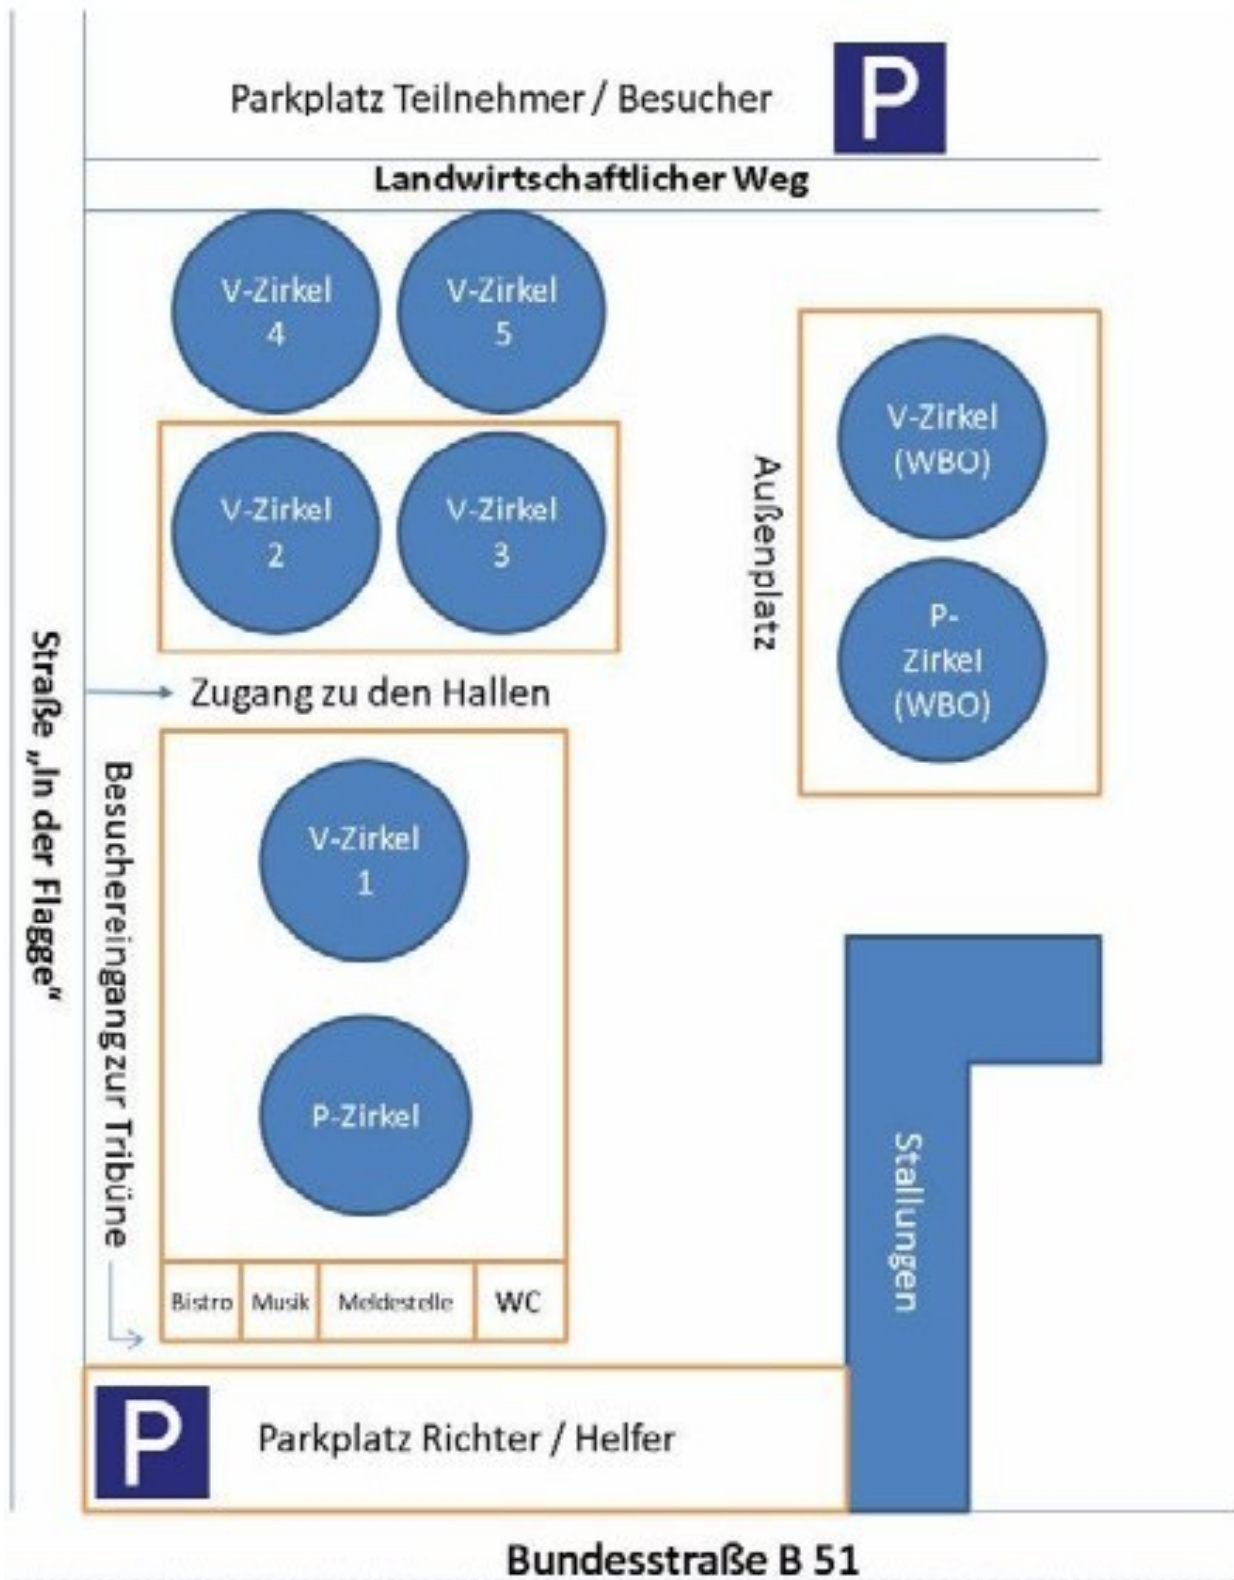 Parkplatz Teilnehmer / Besucher
P
Landwirtschaftlicher Weg
V-Zirkel
4
V-Zirkel
5
V-Zirkel
2
V-Zirkel
3
Außenplatz
V-Zirkel
(WBO)
P-
Zirkel
(WBO)
Straße „In der Flagge“
Zugang zu den Hallen
Besuchereingang zur Tribüne
V-Zirkel
1
P-Zirkel
Stallungen
Bistro
Musik
Meldestelle
WC
P
Parkplatz Richter / Helfer
Bundesstraße B 51